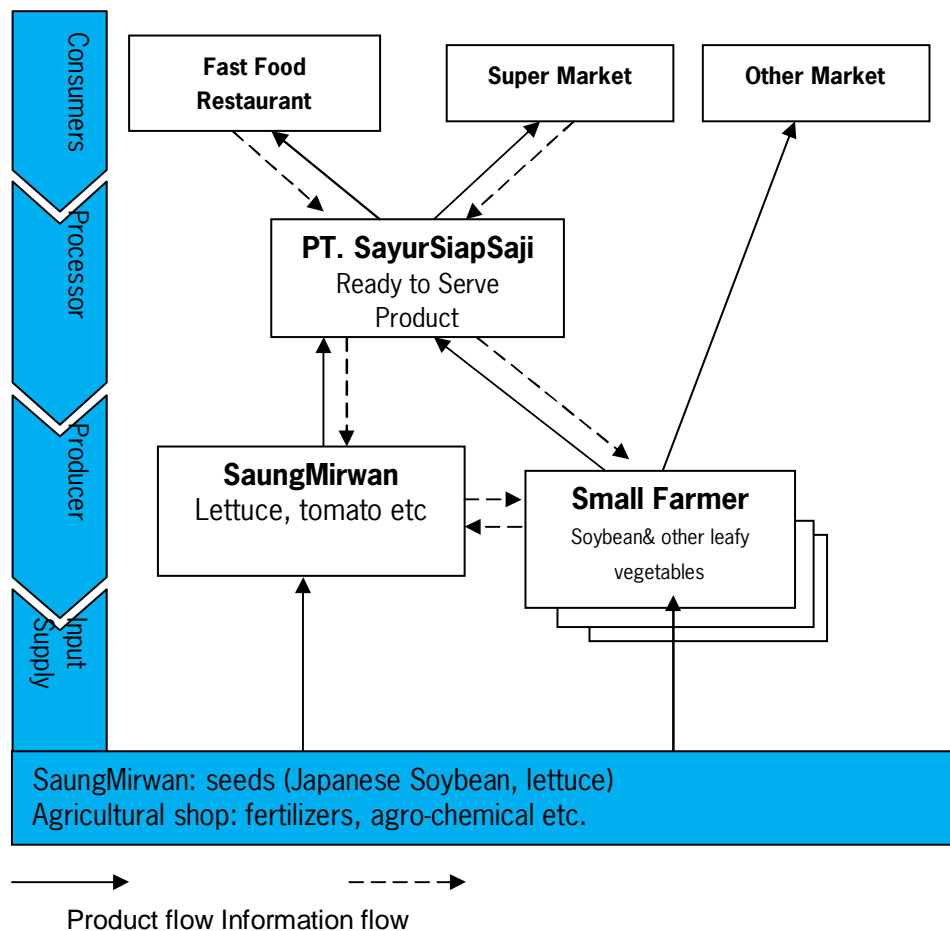 Consumers
Fast Food
Restaurant
Super Market
Other Market
Processor
PT. SayurSiapSaji
Ready to Serve
Product
Producer
SaungMirwan
Lettuce, tomato etc
Small Farmer
Soybean& other leafy
vegetables
Input
Supply
SaungMirwan: seeds (Japanese Soybean, lettuce)
Agricultural shop: fertilizers, agro-chemical etc.
Product flow Information flow